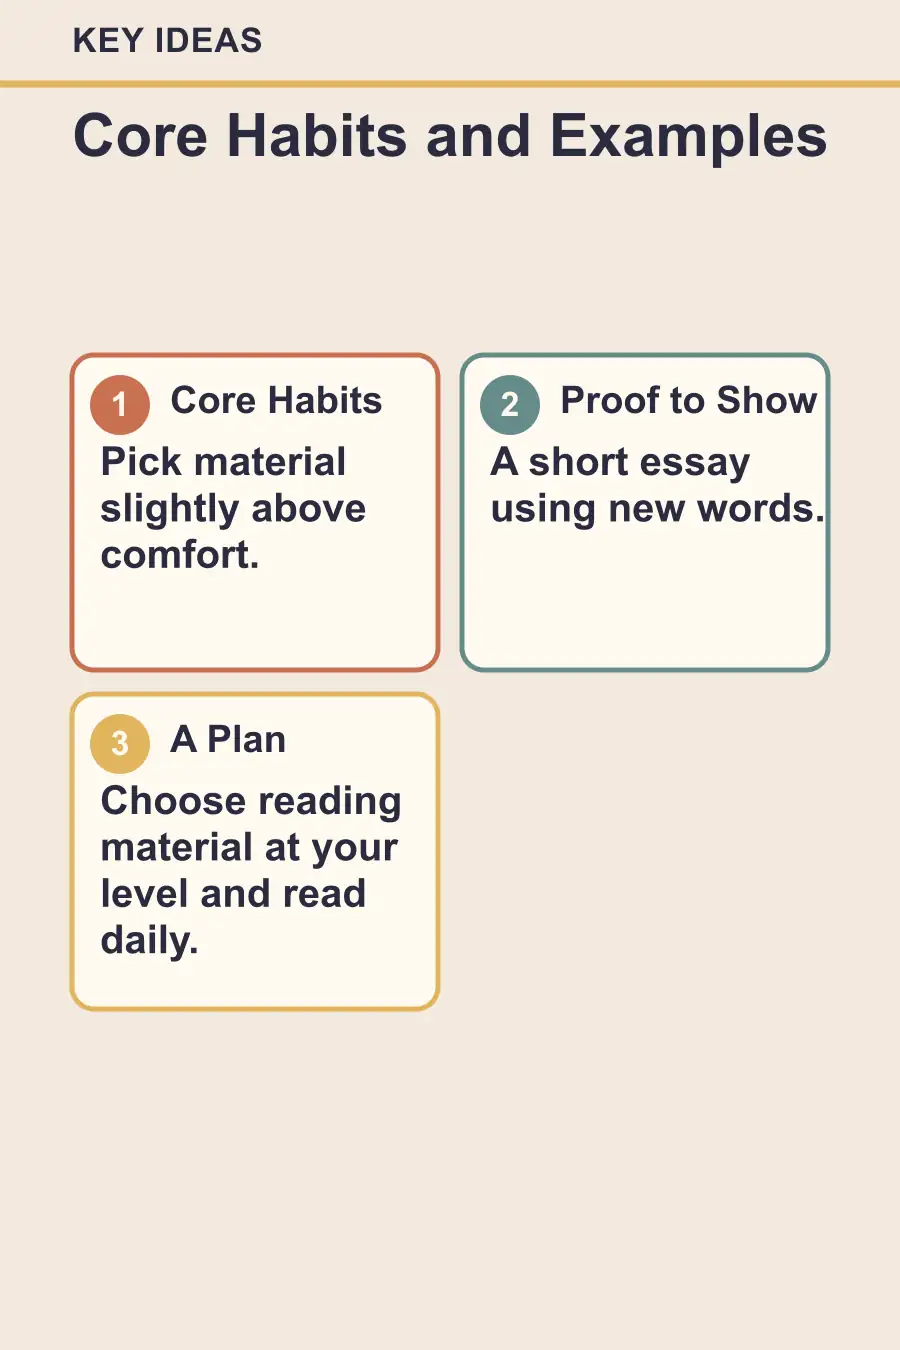 KEY IDEAS
Core Habits and Examples
1
Core Habits
Pick material
slightly above
comfort.
2
Proof to Show
A short essay
using new words.
3
A Plan
Choose reading
material at your
level and read
daily.